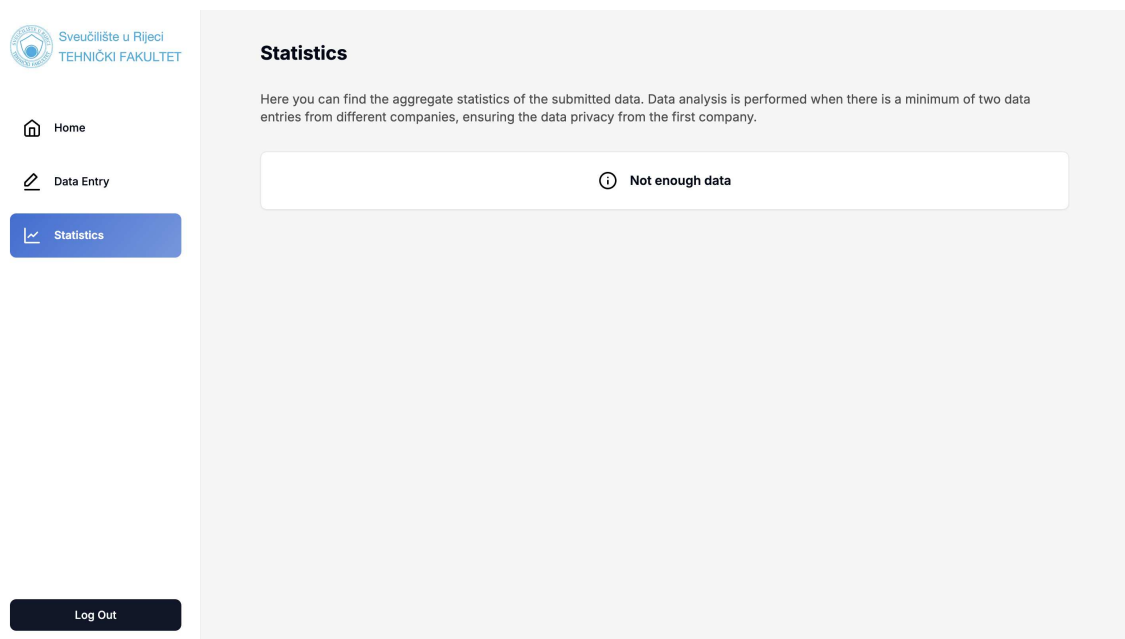 Sveučilište u Rijeci
TEHNIČKI FAKULTET
Home
Data Entry
Statistics
Log Out
Statistics
Here you can find the aggregate statistics of the submitted data. Data analysis is performed when there is a minimum of two data
entries from different companies, ensuring the data privacy from the first company.
Not enough data